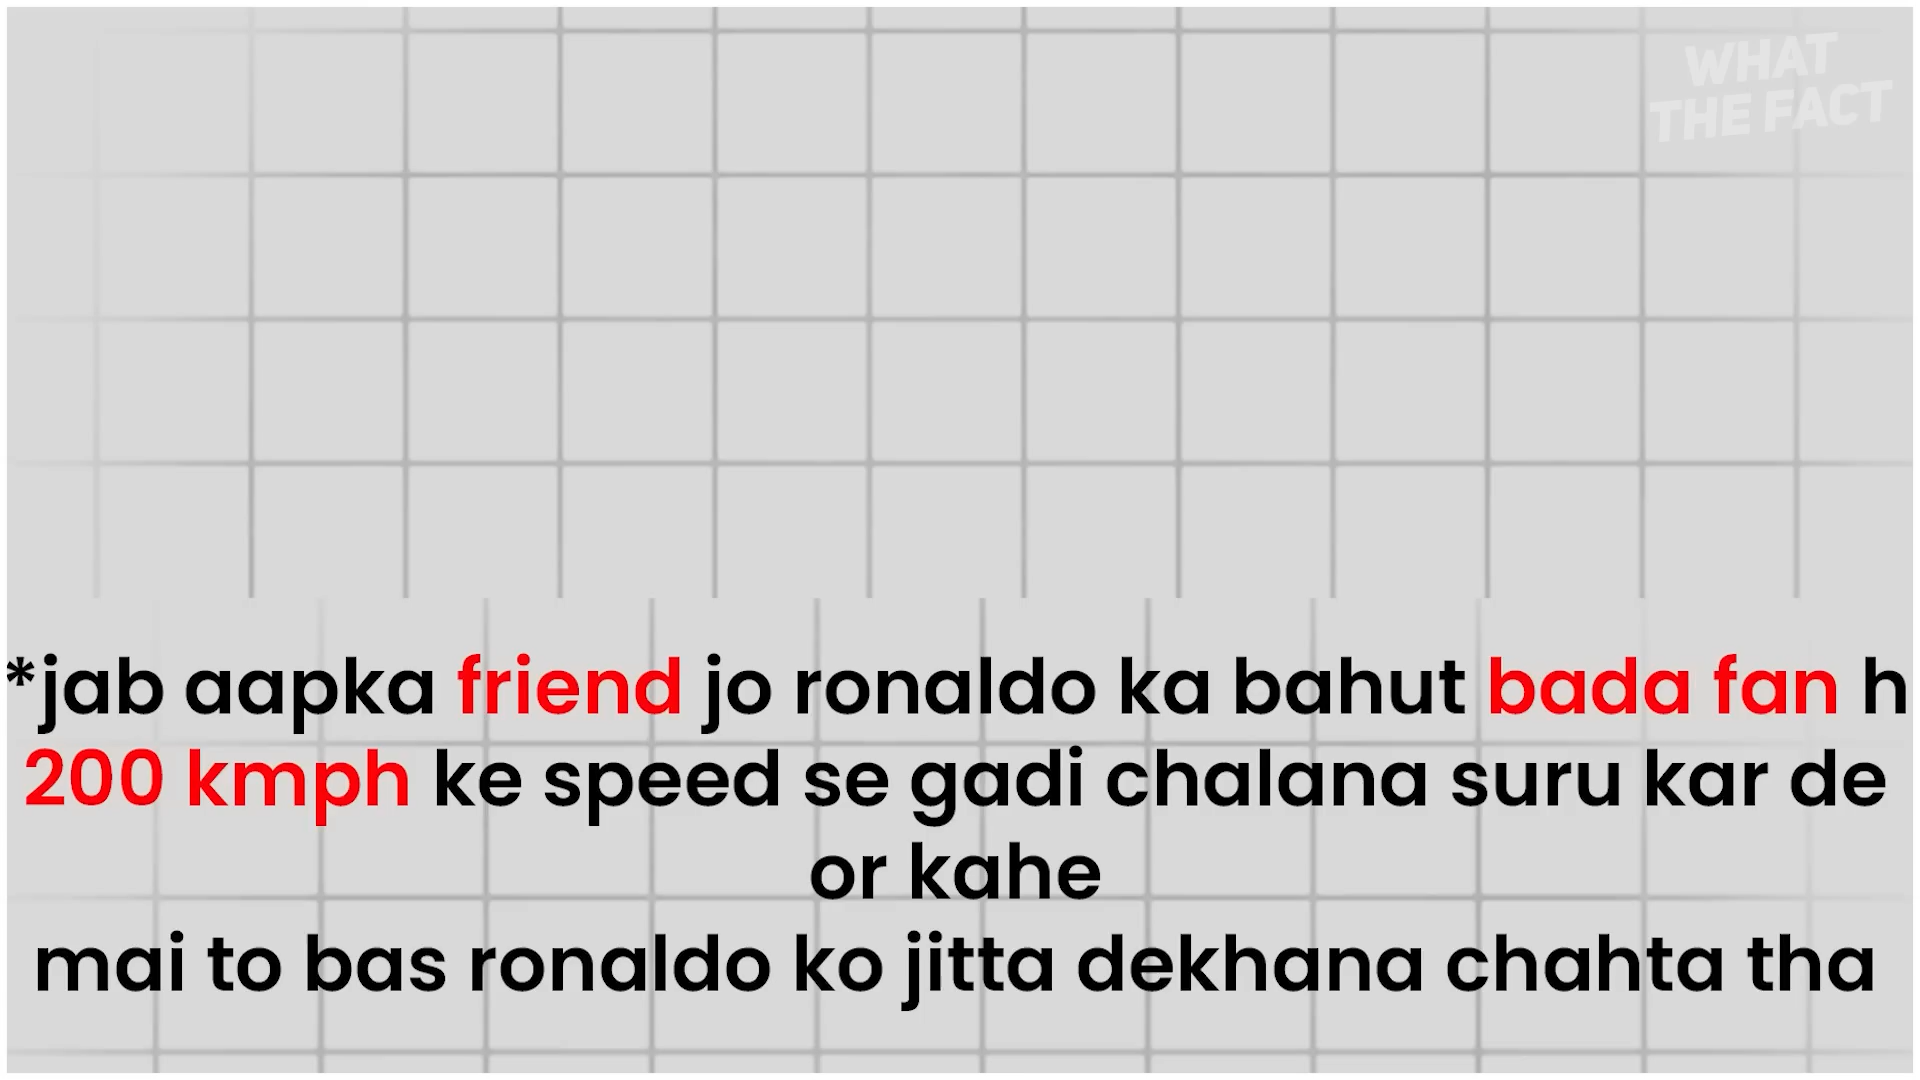 WHAT
THE FACT
*jab aapka friend jo ronaldo ka bahut bada fan h
200 kmph ke speed se gadi chalana suru kar de
or kahe
mai to bas ronaldo ko jitta dekhana chahta tha